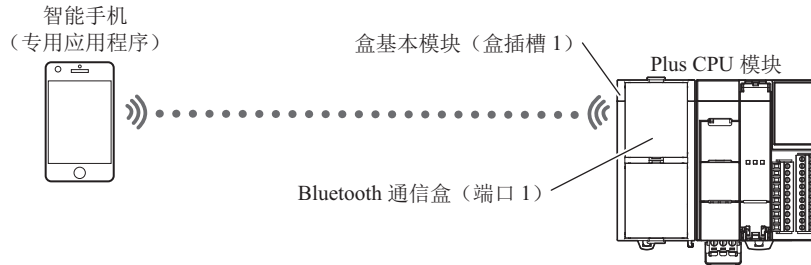 智能手机
（专用应用程序）
盒基本模块（盒插槽 1）
Plus CPU 模块
Bluetooth 通信盒（端口 1）